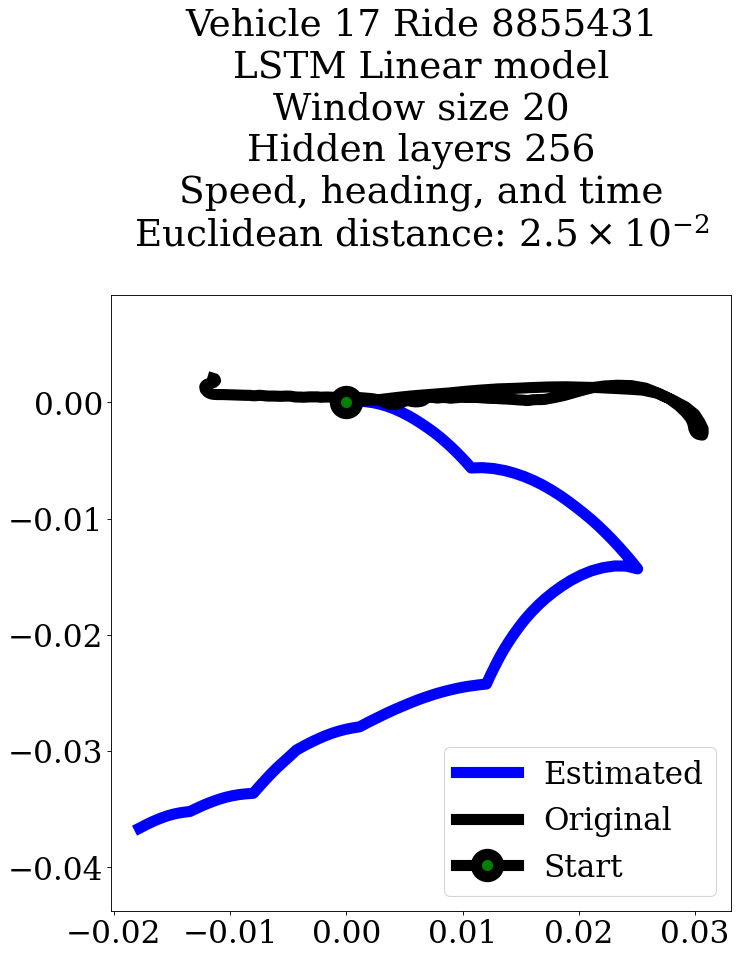 Vehicle 17 Ride 8855431
LSTM Linear model
Window size 20
Hidden layers 256
Speed, heading, and time
Euclidean distance: 2.5 × 10⁻²
0.00
−0.01
−0.02
−0.03
−0.04
Estimated
Original
Start
−0.02 −0.01 0.00 0.01 0.02 0.03